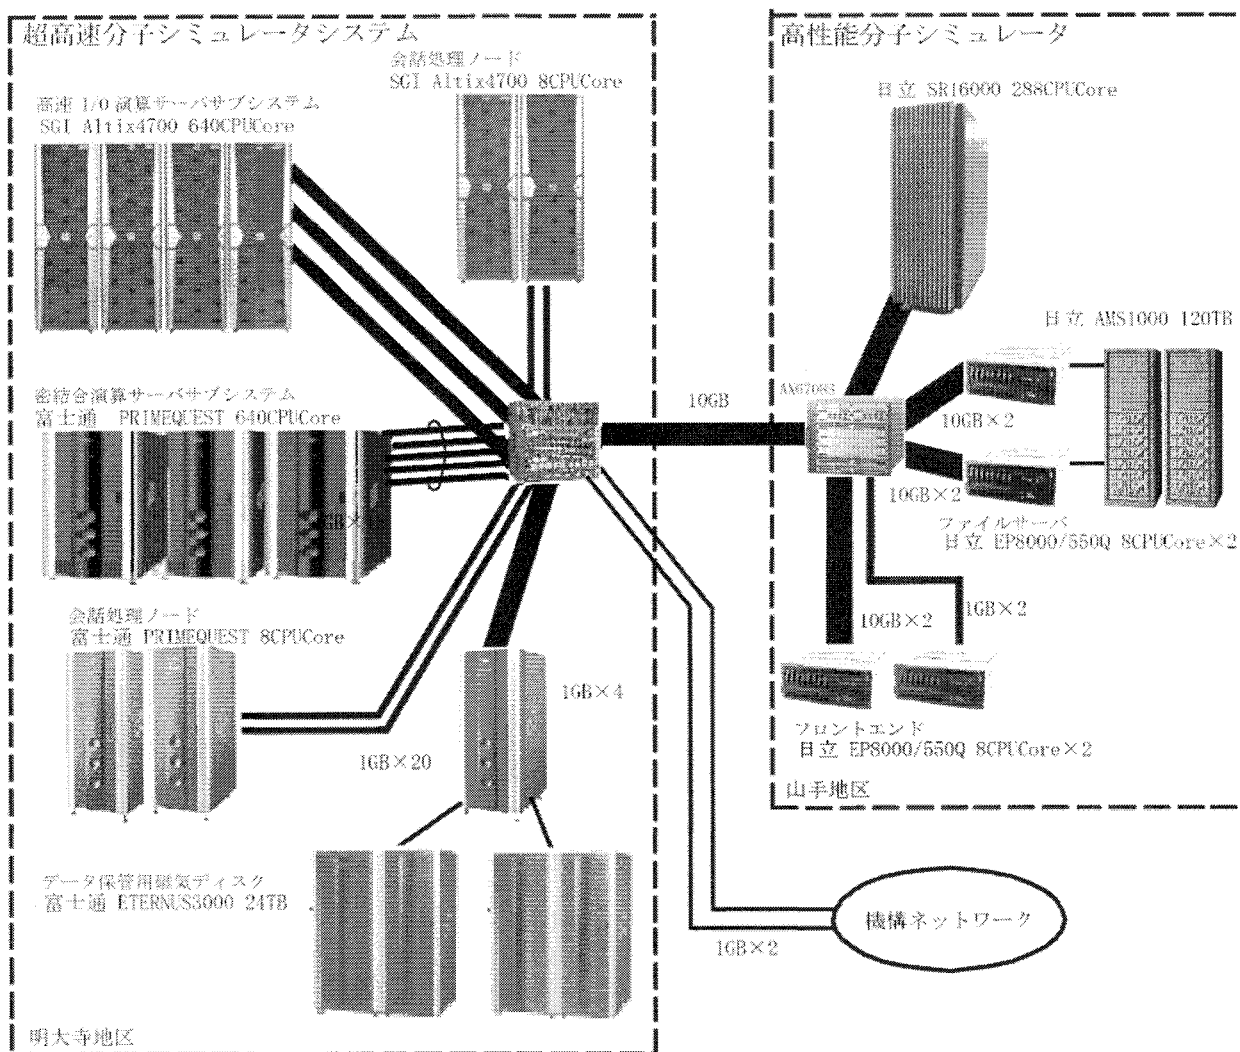 超高速分子シミュレータシステム
会話処理ノード
SGI Altix4700 8CPUCore
高速 I/O 演算サーバサブシステム
SGI Altix4700 640CPUCore
密結合演算サーバサブシステム
富士通 PRIMEQUEST 640CPUCore
会話処理ノード
富士通 PRIMEQUEST 8CPUCore
1GB×4
1GB×20
データ保管用磁気ディスク
富士通 ETERNUS3000 24TB
明大寺地区
10GB
高性能分子シミュレータ
日立 SR16000 288CPUCore
日立 AMS1000 120TB
AX6708S
10GB×2
10GB×2
ファイルサーバ
日立 EP8000/550Q 8CPUCore×2
10GB×2
1GB×2
フロントエンド
日立 EP8000/550Q 8CPUCore×2
山手地区
機構ネットワーク
1GB×2